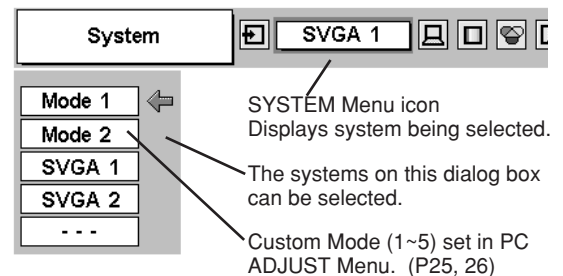 System
SVGA 1
Mode 1
Mode 2
SVGA 1
SVGA 2
- - -
SYSTEM Menu icon
Displays system being selected.
The systems on this dialog box
can be selected.
Custom Mode (1~5) set in PC
ADJUST Menu.  (P25, 26)